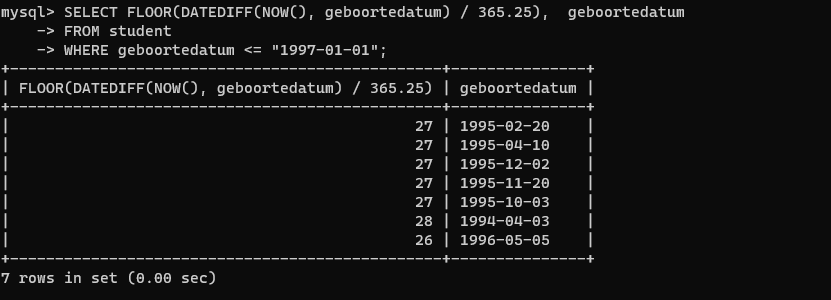 mysql> SELECT FLOOR(DATEDIFF(NOW(), geboortedatum) / 365.25),  geboortedatum
    -> FROM student
    -> WHERE geboortedatum <= "1997-01-01";
+------------------------------------------------+---------------+
| FLOOR(DATEDIFF(NOW(), geboortedatum) / 365.25) | geboortedatum |
+------------------------------------------------+---------------+
|                                             27 | 1995-02-20    |
|                                             27 | 1995-04-10    |
|                                             27 | 1995-12-02    |
|                                             27 | 1995-11-20    |
|                                             27 | 1995-10-03    |
|                                             28 | 1994-04-03    |
|                                             26 | 1996-05-05    |
+------------------------------------------------+---------------+
7 rows in set (0.00 sec)